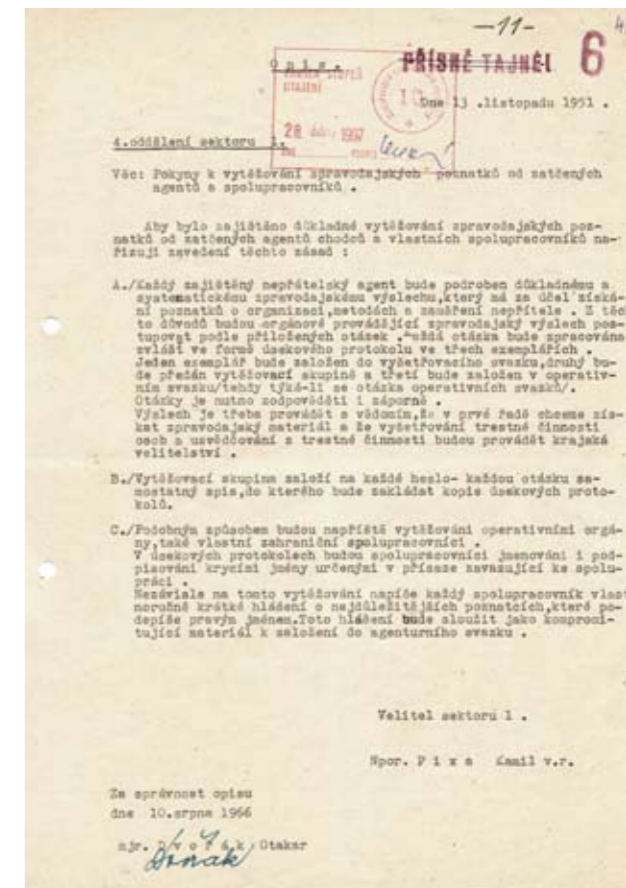 -11-
O p i s .
PŘÍSNĚ TAJNÉ!
6
UTAJENÍ
28 1997
Dne 13 .listopadu 1951 .
4.oddělení sektoru 1.
Věc: Pokyny k vytěžování zpravodajských poznatků od zatčených
agentů a spolupracovníků .
Aby bylo zajištěno důkladné vytěžování zpravodajských poz-
natků od zatčených agentů chodců a vlastních spolupracovníků na-
řizuji zavedení těchto zásad :
A./Každý zajištěný nepřátelský agent bude podroben důkladnému a
systematickému zpravodajskému výslechu,který má za účel získá-
ní poznatků o organizaci,metodách a zaměření nepřítele . Z těc
to důvodů budou orgánové provádějící zpravodajský výslech pos-
tupovat podle přiložených otázek .Každá otázka bude zpracována
zvlášť ve formě úsekového protokolu ve třech exemplářích .
Jeden exemplář bude založen do vyšetřovacího svazku,druhý bu-
de předán vytěžovací skupině a třetí bude založen v operativ-
ním svazku/tehdy týká-li se otázka operativních svazků/.
Otázky je nutno zodpověděti i záporně .
Výslech je třeba provádět s vědomím,že v prvé řadě chceme zís-
kat zpravodajský materiál a že vyšetřování trestné činnosti
osob a usvědčování z trestné činnosti budou provádět krajská
velitelství .
B./Vytěžovací skupina založí na každé heslo- každou otázku sa-
mostatný spis,do kterého bude zakládat kopie úsekových proto-
kolů.
C./Podobným způsobem budou napříště vytěžováni operativními orgá-
ny,také vlastní zahraniční spolupracovníci .
V úsekových protokolech budou spolupracovníci jmenováni i pod-
pisováni krycími jmény určenými v přísaze zavazující ke spolu-
práci .
Nezávisle na tomto vytěžování napíše každý spolupracovník vlast
noručně krátké hlášení o nejdůležitějších poznatcích,které po-
depíše pravým jménem.Toto hlášení bude sloužit jako kompromi-
tující materiál k založení do agenturního svazku .
Velitel sektoru 1 .
Npor. P i x a Kamil v.r.
Za správnost opisu
dne 10.srpna 1966
mjr. D v o ř á k Otakar
Dvořák